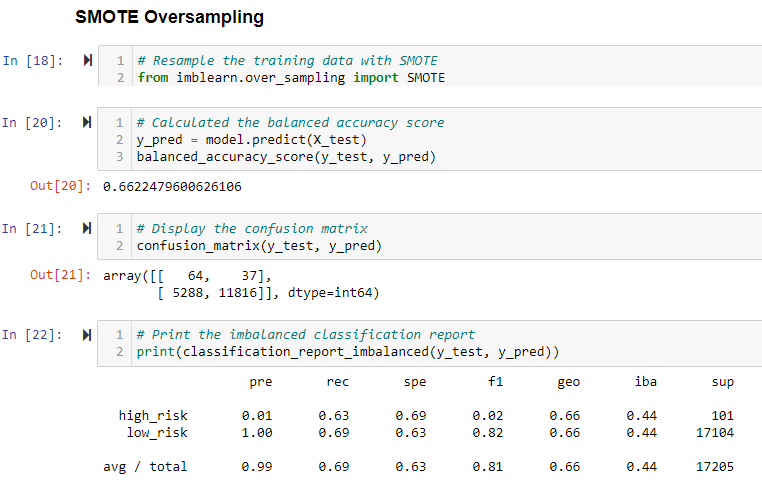 SMOTE Oversampling
In [18]: 1 # Resample the training data with SMOTE
2 from imblearn.over_sampling import SMOTE
In [20]: 1 # Calculated the balanced accuracy score
2 y_pred = model.predict(X_test)
3 balanced_accuracy_score(y_test, y_pred)
Out[20]: 0.6622479600626106
In [21]: 1 # Display the confusion matrix
2 confusion_matrix(y_test, y_pred)
Out[21]: array([[   64,    37],
       [ 5288, 11816]], dtype=int64)
In [22]: 1 # Print the imbalanced classification report
2 print(classification_report_imbalanced(y_test, y_pred))
pre rec spe f1 geo iba sup
high_risk 0.01 0.63 0.69 0.02 0.66 0.44 101
low_risk 1.00 0.69 0.63 0.82 0.66 0.44 17104
avg / total 0.99 0.69 0.63 0.81 0.66 0.44 17205